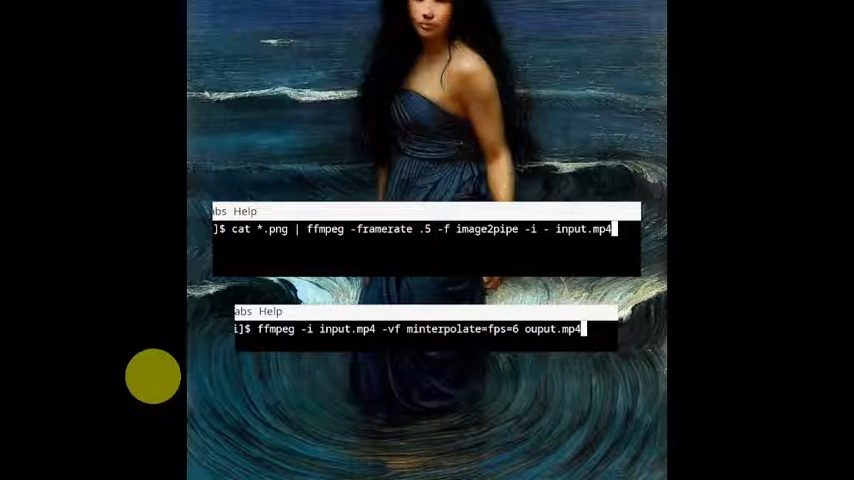 abs Help
]$ cat *.png | ffmpeg -framerate .5 -f image2pipe -i - input.mp4
abs Help
i]$ ffmpeg -i input.mp4 -vf minterpolate=fps=6 ouput.mp4